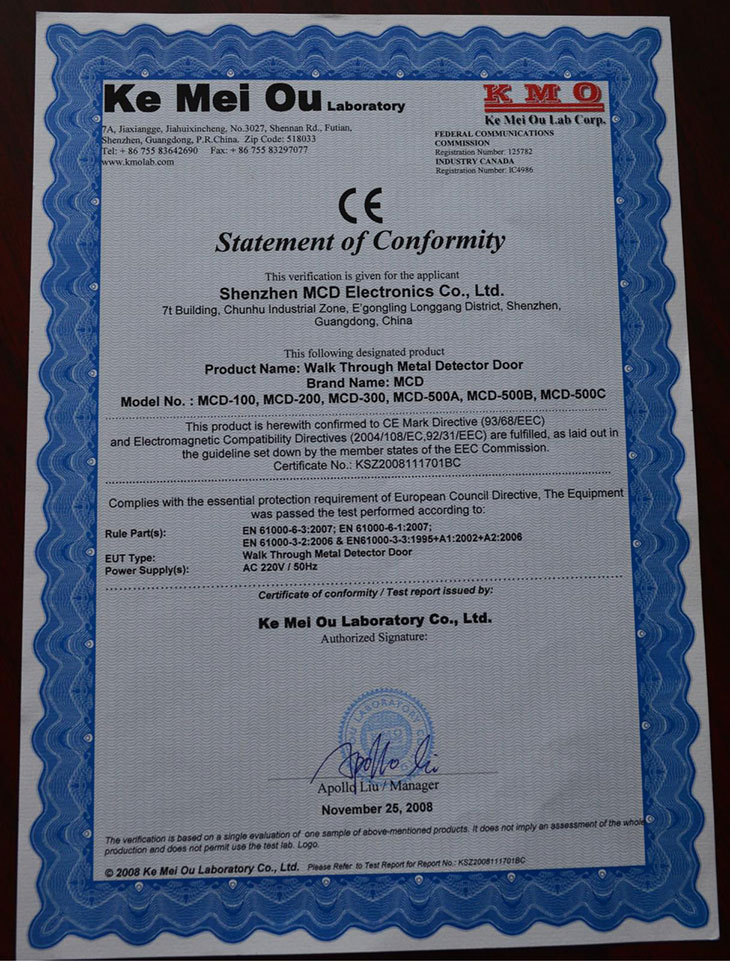 Ke Mei Ou Laboratory
7A, Jiaxiangge, Jiahuixincheng, No.3027, Shennan Rd., Futian,
Shenzhen, Guangdong, P.R.China. Zip Code: 518033
Tel: + 86 755 83642690 Fax: + 86 755 83297077
www.kmolab.com
KMO
Ke Mei Ou Lab Corp.
FEDERAL COMMUNICATIONS
COMMISSION
Registration Number: 125782
INDUSTRY CANADA
Registration Number: IC4986
CE
Statement of Conformity
This verification is given for the applicant
Shenzhen MCD Electronics Co., Ltd.
7t Building, Chunhu Industrial Zone, E'gongling Longgang District, Shenzhen,
Guangdong, China
This following designated product
Product Name: Walk Through Metal Detector Door
Brand Name: MCD
Model No. : MCD-100, MCD-200, MCD-300, MCD-500A, MCD-500B, MCD-500C
This product is herewith confirmed to CE Mark Directive (93/68/EEC)
and Electromagnetic Compatibility Directives (2004/108/EC,92/31/EEC) are fulfilled, as laid out in
the guideline set down by the member states of the EEC Commission.
Certificate No.: KSZ2008111701BC
Complies with the essential protection requirement of European Council Directive, The Equipment
was passed the test performed according to:
Rule Part(s): EN 61000-6-3:2007; EN 61000-6-1:2007;
EN 61000-3-2:2006 & EN61000-3-3:1995+A1:2002+A2:2006
EUT Type: Walk Through Metal Detector Door
Power Supply(s): AC 220V / 50Hz
Certificate of conformity / Test report issued by:
Ke Mei Ou Laboratory Co., Ltd.
Authorized Signature:
OU LABORATORY
Apollo Liu
Apollo Liu / Manager
November 25, 2008
The verification is based on a single evaluation of one sample of above-mentioned products. It does not imply an assessment of the whole
production and does not permit use the test lab. Logo.
© 2008 Ke Mei Ou Laboratory Co., Ltd. Please Refer to Test Report for Report No.: KSZ2008111701BC